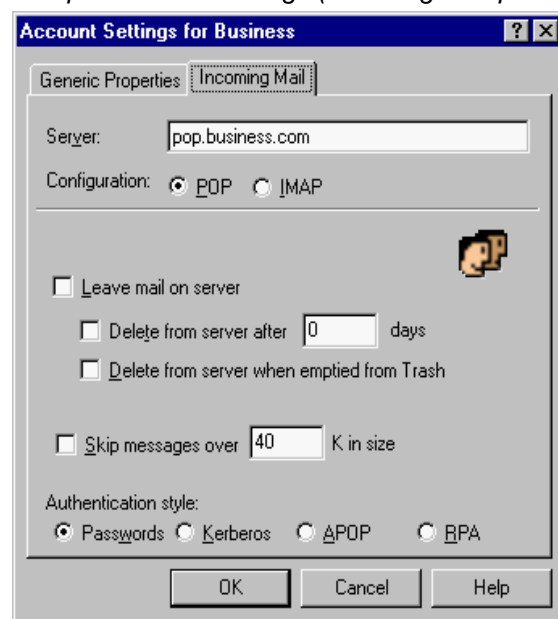 Account Settings for Business
Generic Properties Incoming Mail
Server: pop.business.com
Configuration: POP IMAP
Leave mail on server
Delete from server after 0 days
Delete from server when emptied from Trash
Skip messages over 40 K in size
Authentication style:
Passwords Kerberos APOP RPA
OK Cancel Help